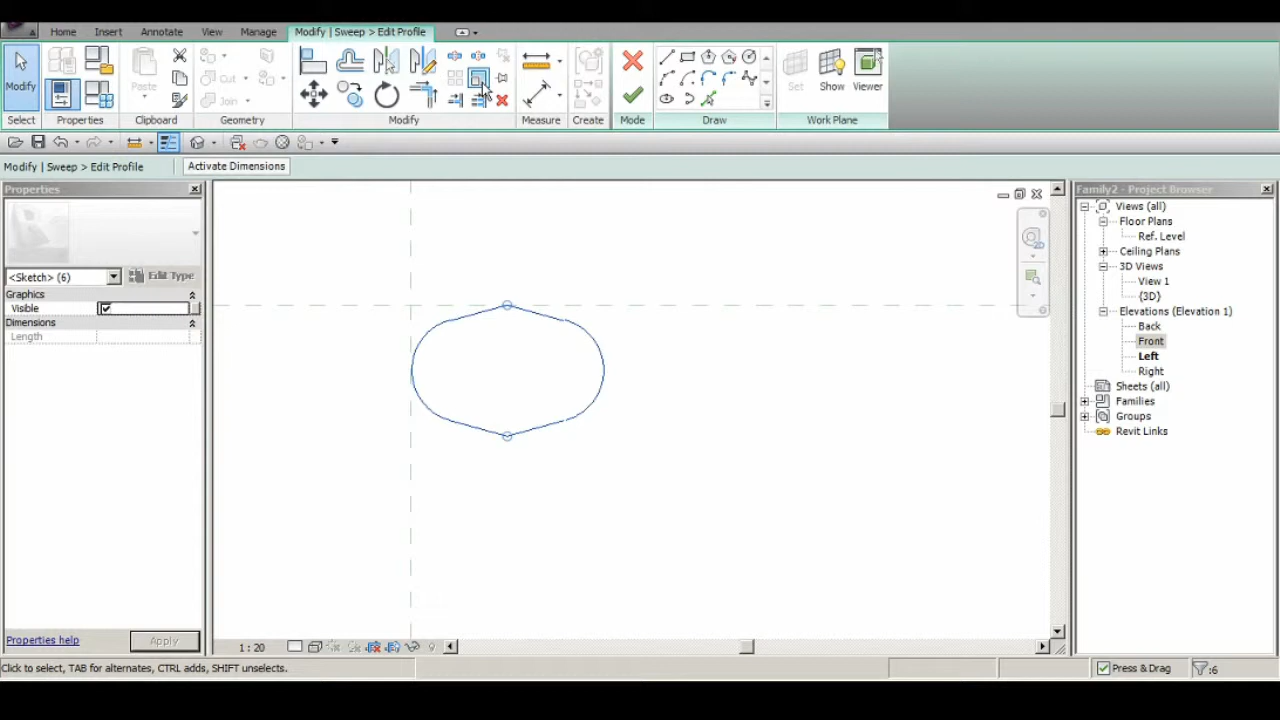 Home Insert Annotate View Manage Modify | Sweep > Edit Profile
Modify Paste Cut Join Set Show Viewer
Select Properties Clipboard Geometry Modify Measure Create Mode Draw Work Plane
Modify | Sweep > Edit Profile Activate Dimensions
Properties
<Sketch> (6) Edit Type
Graphics
Visible
Dimensions
Length
Properties help Apply
Family2 - Project Browser
Views (all)
Floor Plans
Ref. Level
Ceiling Plans
3D Views
View 1
{3D}
Elevations (Elevation 1)
Back
Front
Left
Right
Sheets (all)
Families
Groups
Revit Links
1 : 20
Click to select, TAB for alternates, CTRL adds, SHIFT unselects. Press & Drag :6